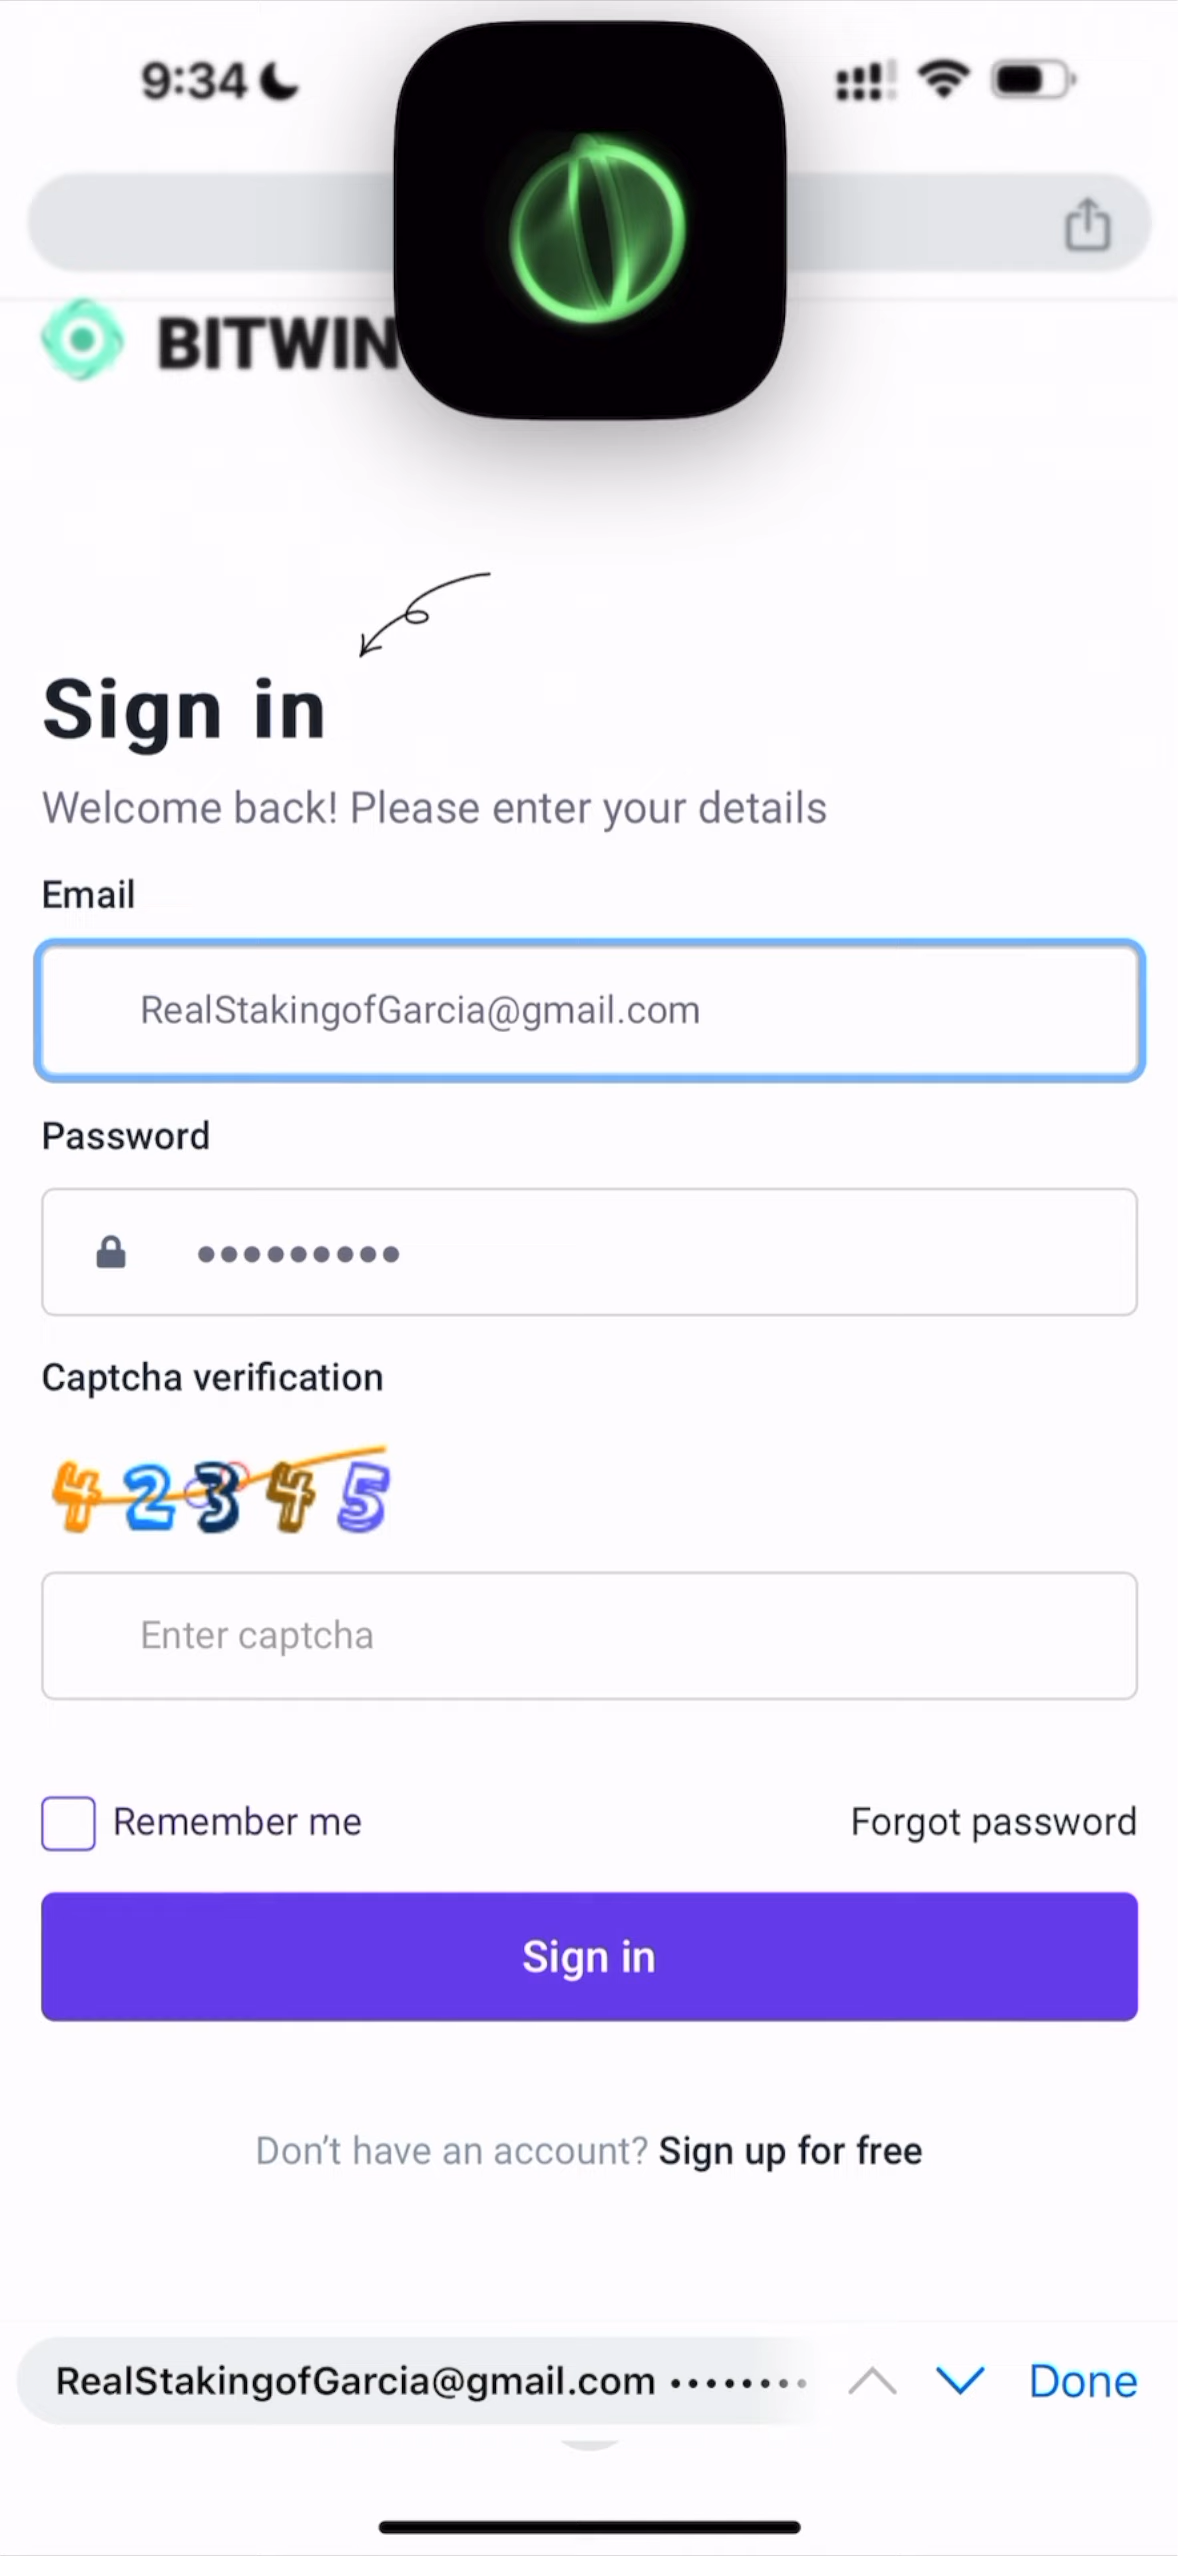 9:34
BITWIN
Sign in
Welcome back! Please enter your details
Email
RealStakingofGarcia@gmail.com
Password
•••••••••
Captcha verification
42345
Enter captcha
Remember me
Forgot password
Sign in
Don’t have an account? Sign up for free
RealStakingofGarcia@gmail.com ••••••••
Done